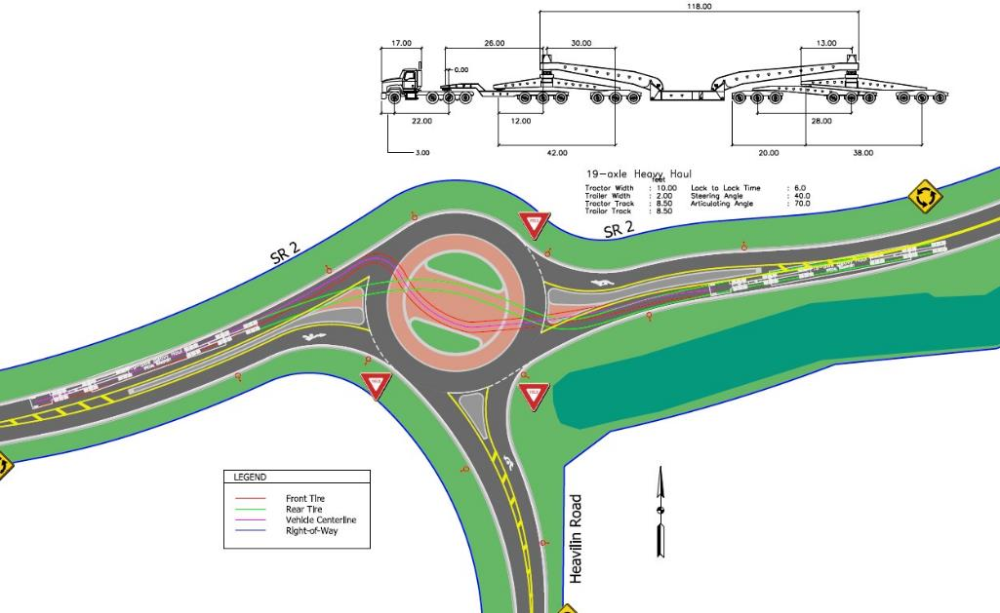 118.00
17.00
26.00
30.00
13.00
0.00
22.00
12.00
28.00
3.00
42.00
20.00
38.00
19-axle Heavy Haul
feet
Tractor Width : 10.00 Lock to Lock Time : 6.0
Trailer Width : 2.00 Steering Angle : 40.0
Tractor Track : 8.50 Articulating Angle : 70.0
Trailor Track : 8.50
SR 2
SR 2
YIELD
YIELD
YIELD
LEGEND
Front Tire
Rear Tire
Vehicle Centerline
Right-of-Way
Heavilin Road